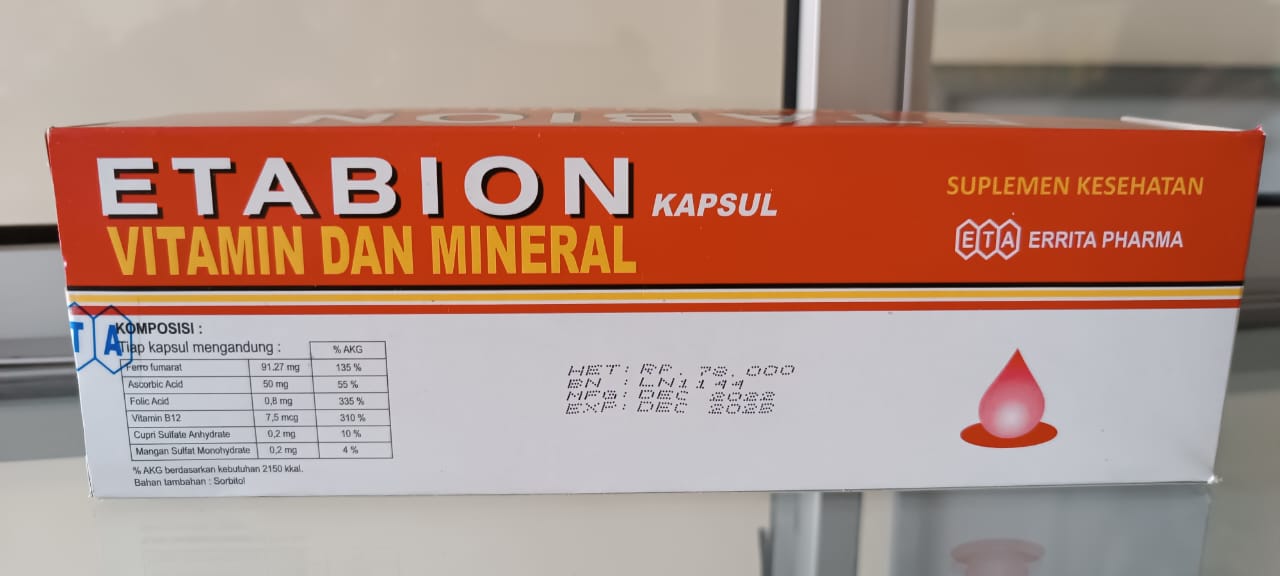 ETABION
ETABION KAPSUL
VITAMIN DAN MINERAL
SUPLEMEN KESEHATAN
ETA ERRITA PHARMA
TA
KOMPOSISI :
Tiap kapsul mengandung : % AKG
Ferro fumarat 91.27 mg 135 %
Ascorbic Acid 50 mg 55 %
Folic Acid 0,8 mg 335 %
Vitamin B12 7,5 mcg 310 %
Cupri Sulfate Anhydrate 0,2 mg 10 %
Mangan Sulfat Monohydrate 0,2 mg 4 %
% AKG berdasarkan kebutuhan 2150 kkal.
Bahan tambahan : Sorbitol
HET: RP. 78.000
BN : LN1144
MFG: DEC 2022
EXP: DEC 2025